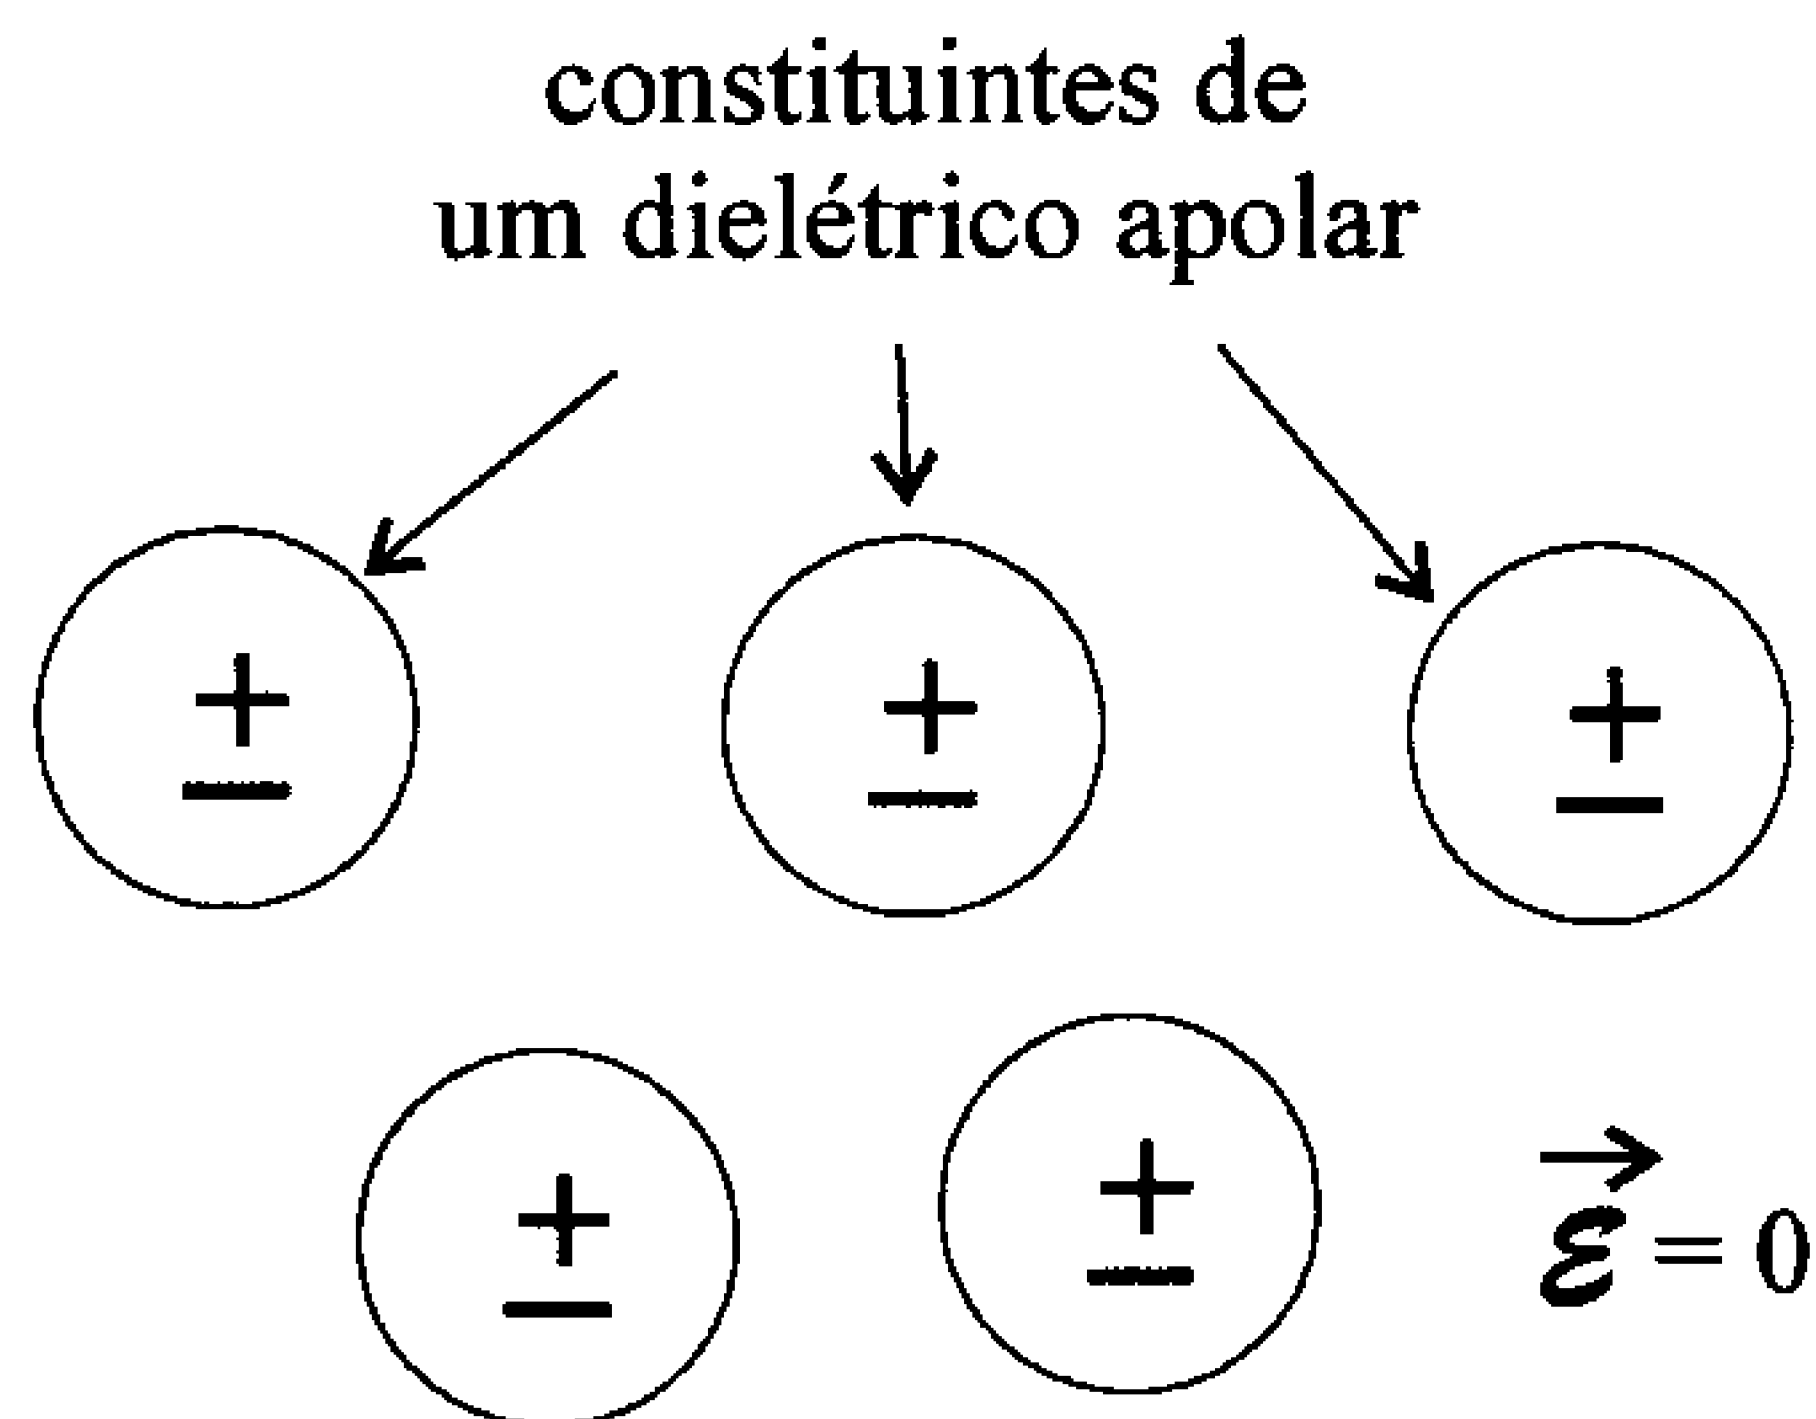 constituintes de
um dielétrico apolar
+ + +
− − −
+ +
− −
ℰ⃗ = 0